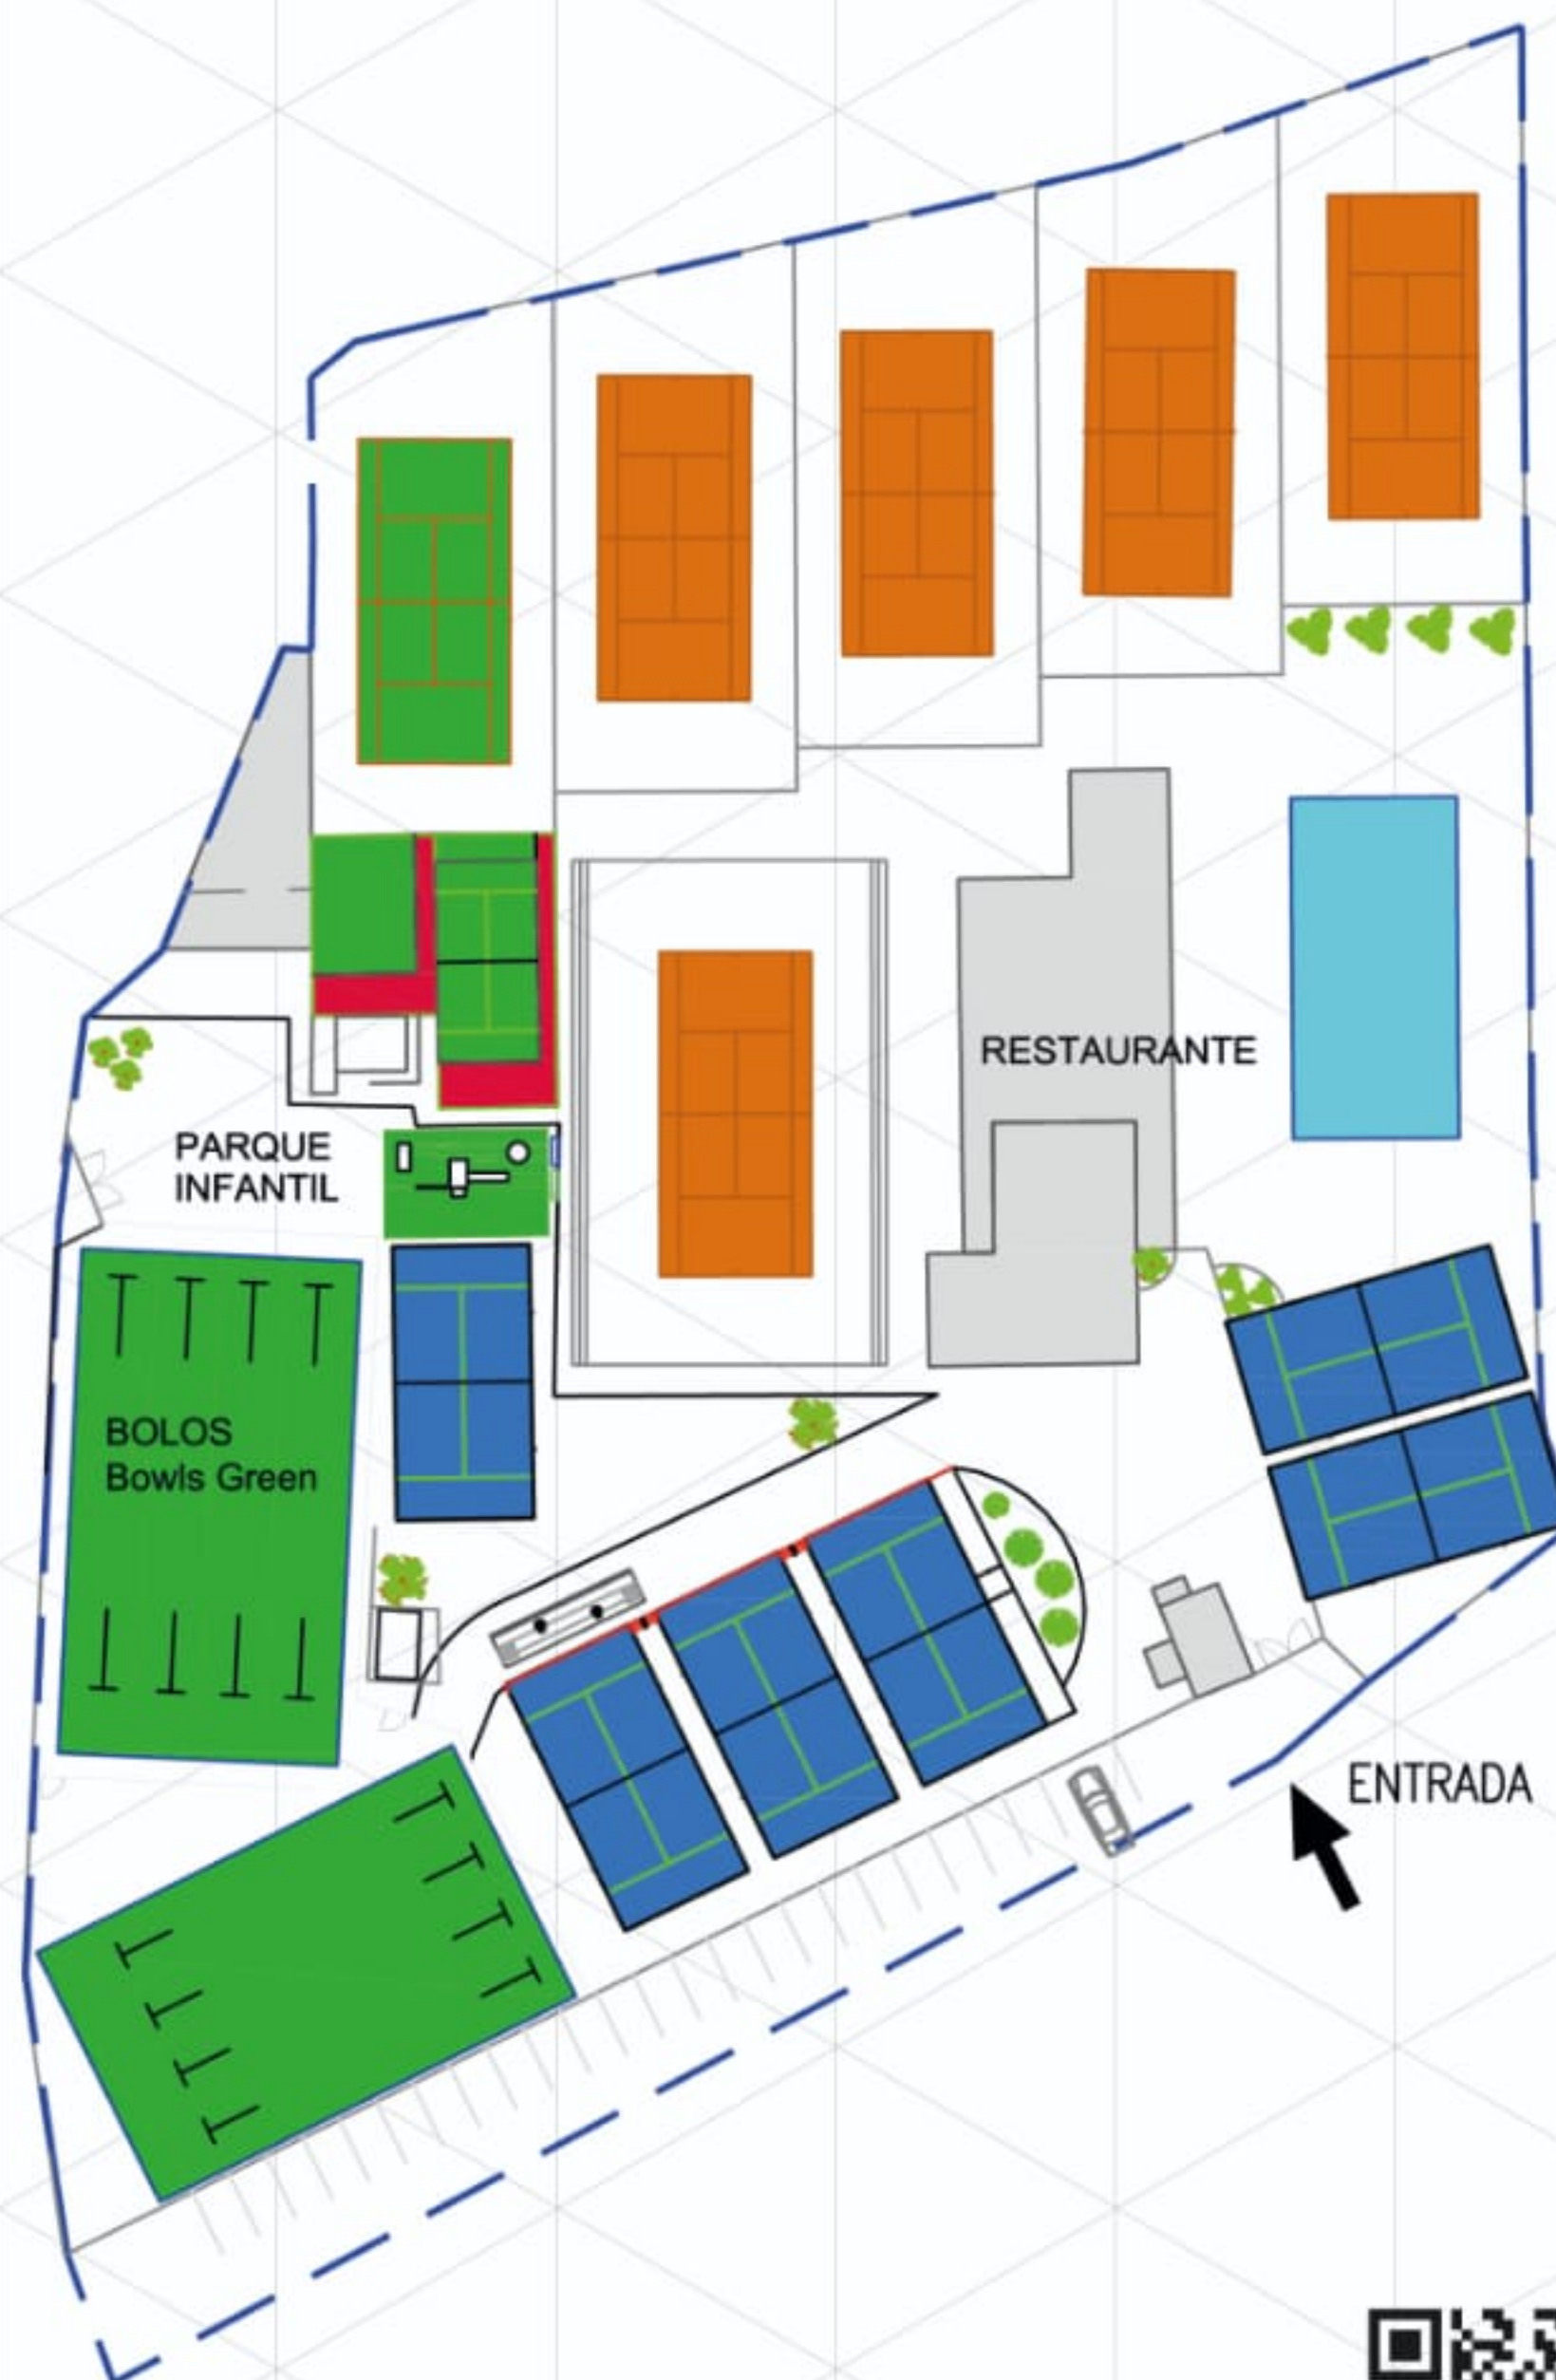 RESTAURANTE
PARQUE
INFANTIL
BOLOS
Bowls Green
ENTRADA